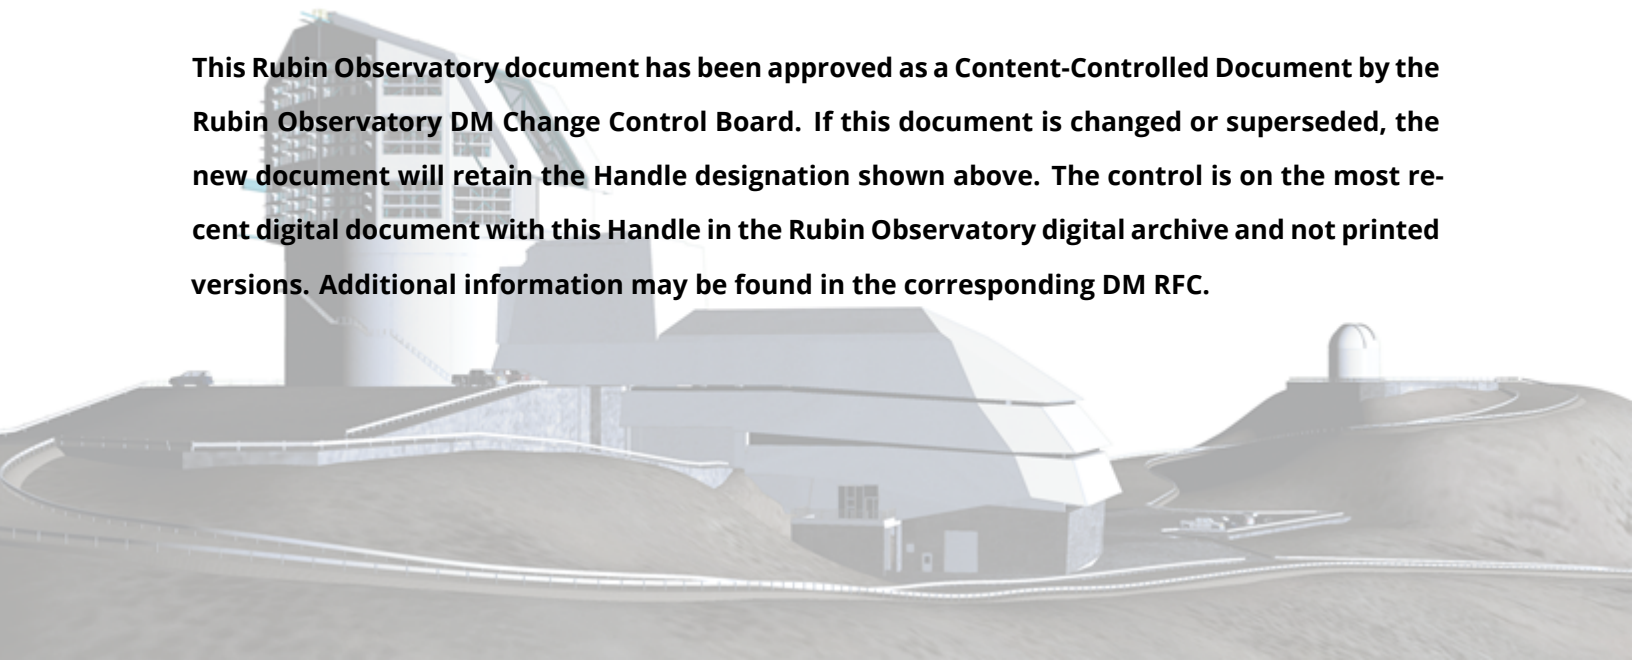 This Rubin Observatory document has been approved as a Content-Controlled Document by the
Rubin Observatory DM Change Control Board. If this document is changed or superseded, the
new document will retain the Handle designation shown above. The control is on the most re-
cent digital document with this Handle in the Rubin Observatory digital archive and not printed
versions. Additional information may be found in the corresponding DM RFC.